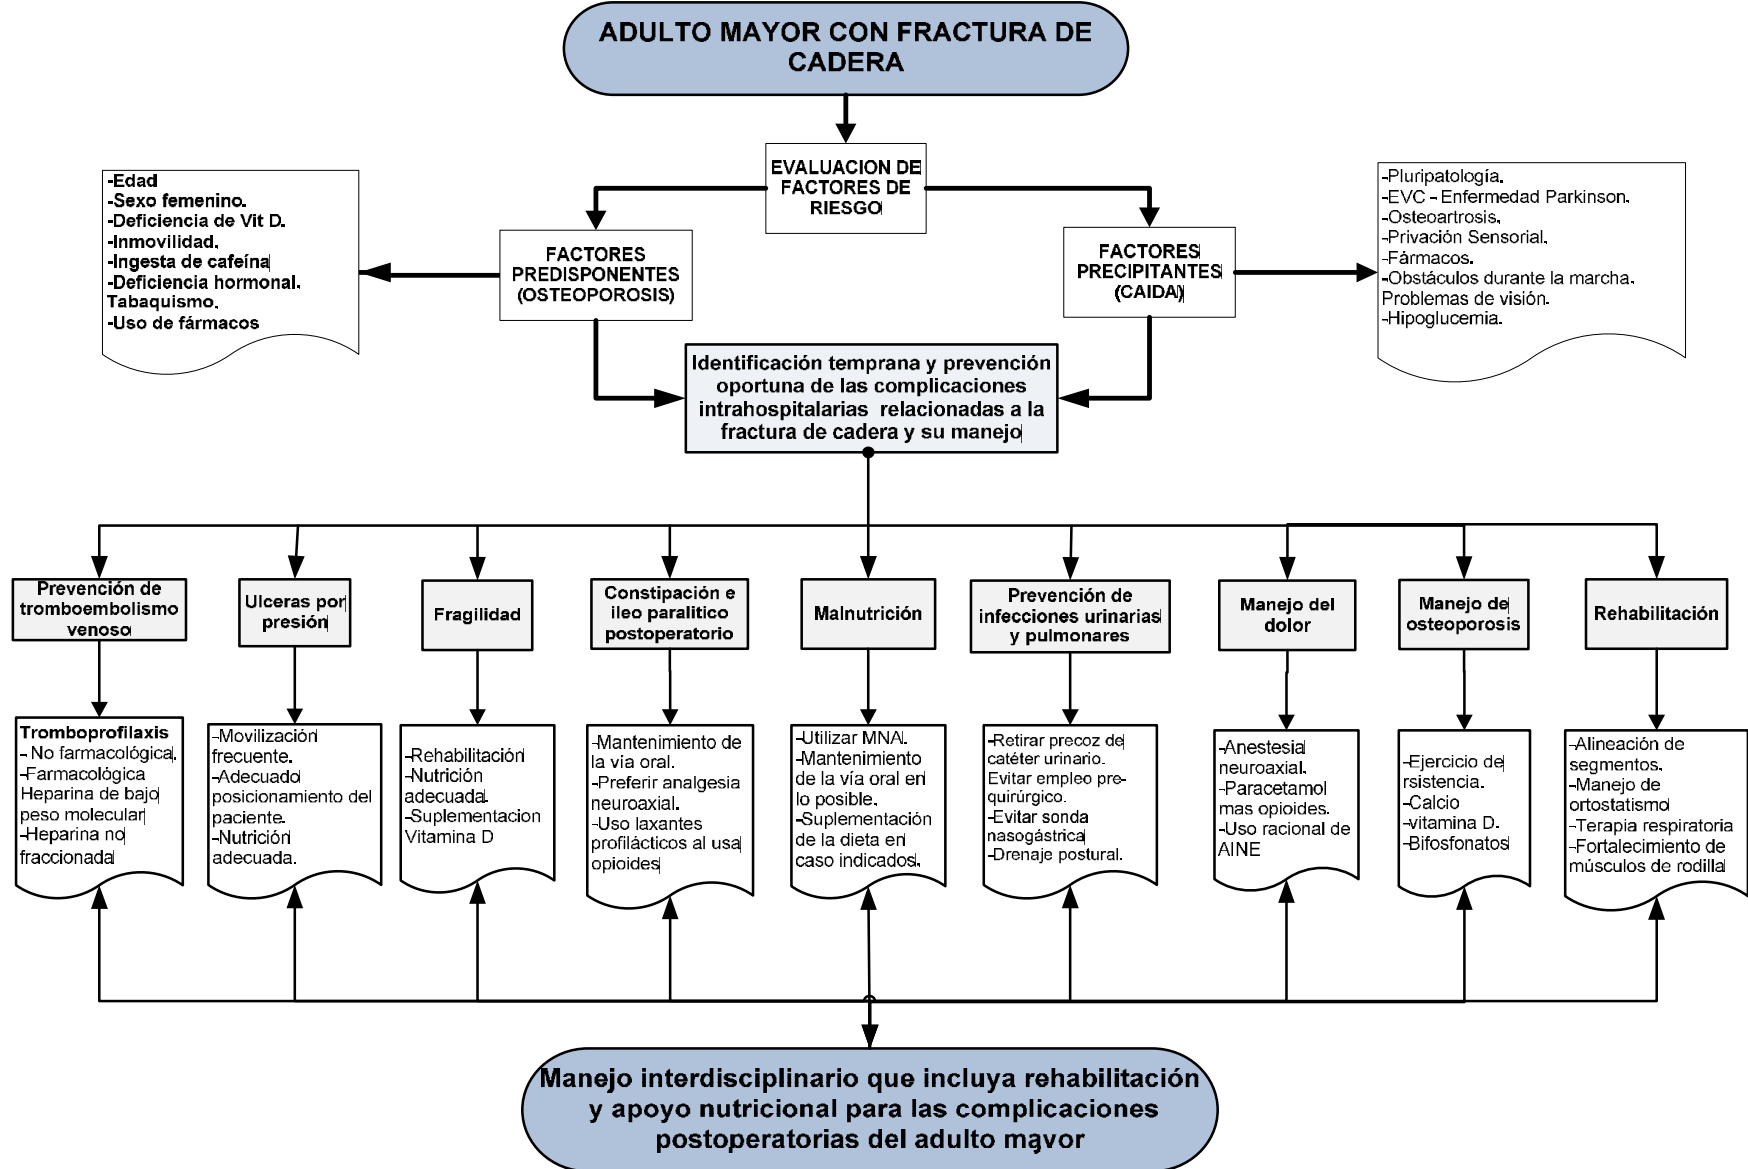 ADULTO MAYOR CON FRACTURA DE
CADERA
EVALUACION DE
FACTORES DE
RIESGO
-Edad
-Sexo femenino.
-Deficiencia de Vit D.
-Inmovilidad.
-Ingesta de cafeína
-Deficiencia hormonal.
Tabaquismo.
-Uso de fármacos
FACTORES
PREDISPONENTES
(OSTEOPOROSIS)
FACTORES
PRECIPITANTES
(CAIDA)
-Pluripatología.
-EVC - Enfermedad Parkinson.
-Osteoartrosis.
-Privación Sensorial.
-Fármacos.
-Obstáculos durante la marcha.
Problemas de visión.
-Hipoglucemia.
Identificación temprana y prevención
oportuna de las complicaciones
intrahospitalarias relacionadas a la
fractura de cadera y su manejo
Prevención de
tromboembolismo
venoso
Ulceras por
presión
Fragilidad
Constipación e
ileo paralitico
postoperatorio
Malnutrición
Prevención de
infecciones urinarias
y pulmonares
Manejo del
dolor
Manejo de
osteoporosis
Rehabilitación
Tromboprofilaxis
- No farmacológica.
-Farmacológica
Heparina de bajo
peso molecular
-Heparina no
fraccionada
-Movilización
frecuente.
-Adecuado
posicionamiento del
paciente.
-Nutrición
adecuada.
-Rehabilitación
-Nutrición
adecuada.
-Suplementacion
Vitamina D
-Mantenimiento de
la vía oral.
-Preferir analgesia
neuroaxial.
-Uso laxantes
profilácticos al usa
opioides
-Utilizar MNA.
-Mantenimiento
de la vía oral en
lo posible.
-Suplementación
de la dieta en
caso indicados.
-Retirar precoz de
catéter urinario.
Evitar empleo pre-
quirúrgico.
-Evitar sonda
nasogástrica
-Drenaje postural.
-Anestesia
neuroaxial.
-Paracetamol
mas opioides.
-Uso racional de
AINE
-Ejercicio de
rsistencia.
-Calcio
-vitamina D.
-Bifosfonatos
-Alineación de
segmentos.
-Manejo de
ortostatismo
-Terapia respiratoria
-Fortalecimiento de
músculos de rodilla
Manejo interdisciplinario que incluya rehabilitación
y apoyo nutricional para las complicaciones
postoperatorias del adulto mayor